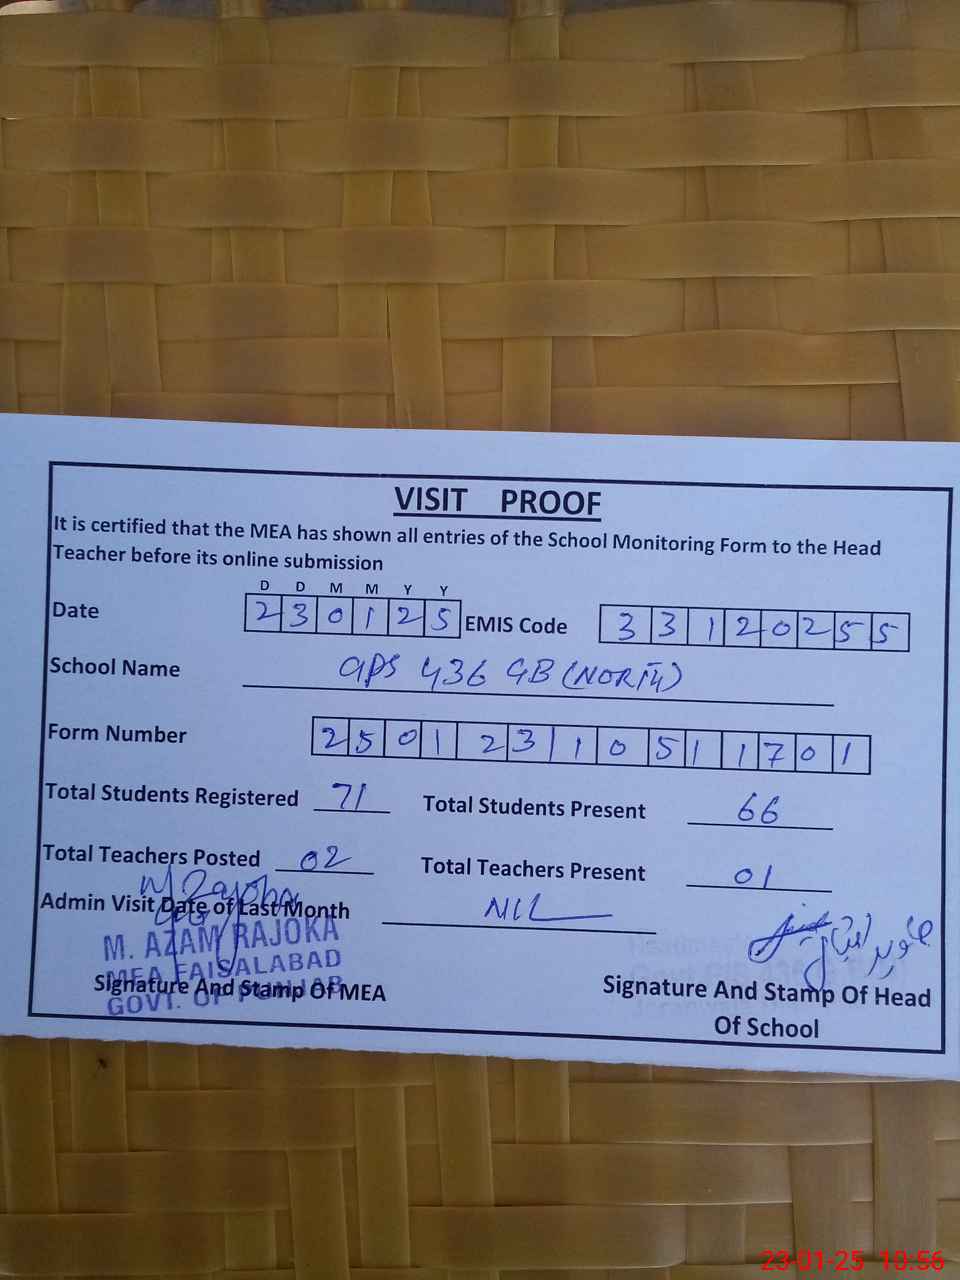 VISIT PROOF
It is certified that the MEA has shown all entries of the School Monitoring Form to the Head
Teacher before its online submission
D D M M Y Y
Date 2 3 0 1 2 5 EMIS Code 3 3 1 2 0 2 5 5
School Name GPS 436 GB (NORTH)
Form Number 2 5 0 1 2 3 1 0 5 1 1 7 0 1
Total Students Registered 71 Total Students Present 66
Total Teachers Posted 02 Total Teachers Present 01
Admin Visit Date of Last Month NIL
M. AZAM RAJOKA
MEA FAISALABAD
GOVT. OF PUNJAB
Signature And Stamp Of MEA
Signature And Stamp Of Head
Of School
23-01-25 10:56